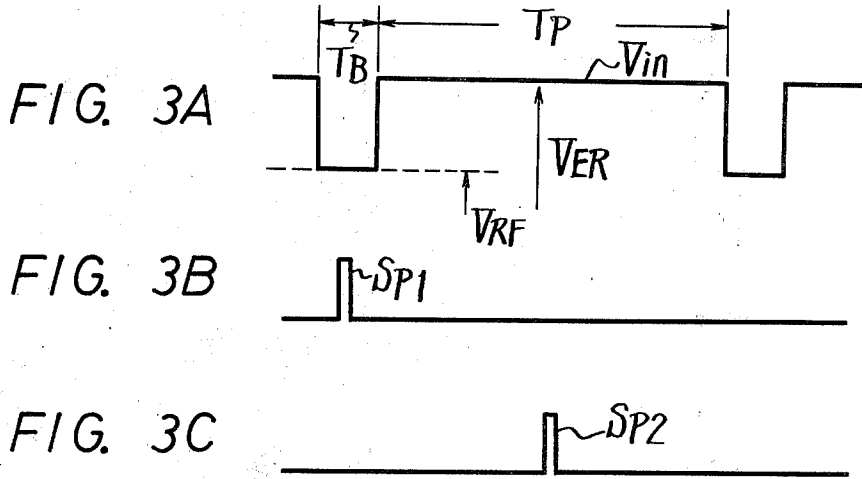 TB
TP
Vin
FIG. 3A
VER
VRF
FIG. 3B
SP1
FIG. 3C
SP2